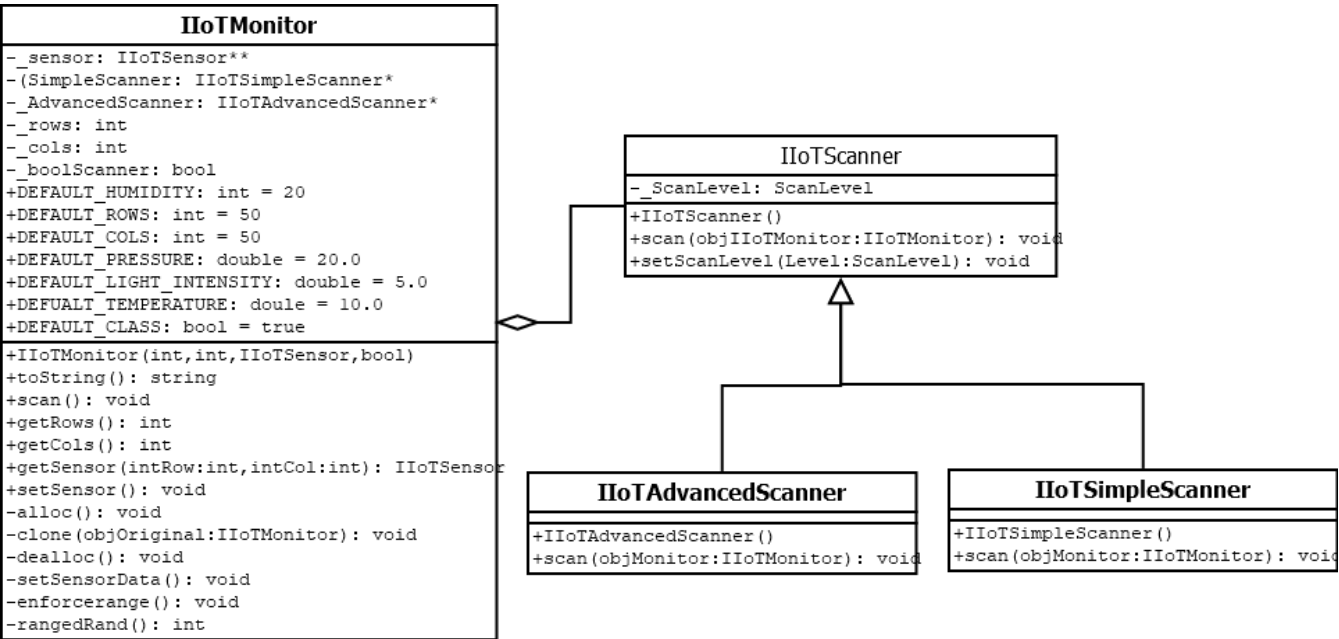 IIoTMonitor
-_sensor: IIoTSensor**
-(SimpleScanner: IIoTSimpleScanner*
-_AdvancedScanner: IIoTAdvancedScanner*
-_rows: int
-_cols: int
-_boolScanner: bool
+DEFAULT_HUMIDITY: int = 20
+DEFAULT_ROWS: int = 50
+DEFAULT_COLS: int = 50
+DEFAULT_PRESSURE: double = 20.0
+DEFAULT_LIGHT_INTENSITY: double = 5.0
+DEFUALT_TEMPERATURE: doule = 10.0
+DEFAULT_CLASS: bool = true
+IIoTMonitor(int,int,IIoTSensor,bool)
+toString(): string
+scan(): void
+getRows(): int
+getCols(): int
+getSensor(intRow:int,intCol:int): IIoTSensor
+setSensor(): void
-alloc(): void
-clone(objOriginal:IIoTMonitor): void
-dealloc(): void
-setSensorData(): void
-enforcerange(): void
-rangedRand(): int
IIoTScanner
-_ScanLevel: ScanLevel
+IIoTScanner()
+scan(objIIoTMonitor:IIoTMonitor): void
+setScanLevel(Level:ScanLevel): void
IIoTAdvancedScanner
+IIoTAdvancedScanner()
+scan(objMonitor:IIoTMonitor): void
IIoTSimpleScanner
+IIoTSimpleScanner()
+scan(objMonitor:IIoTMonitor): void